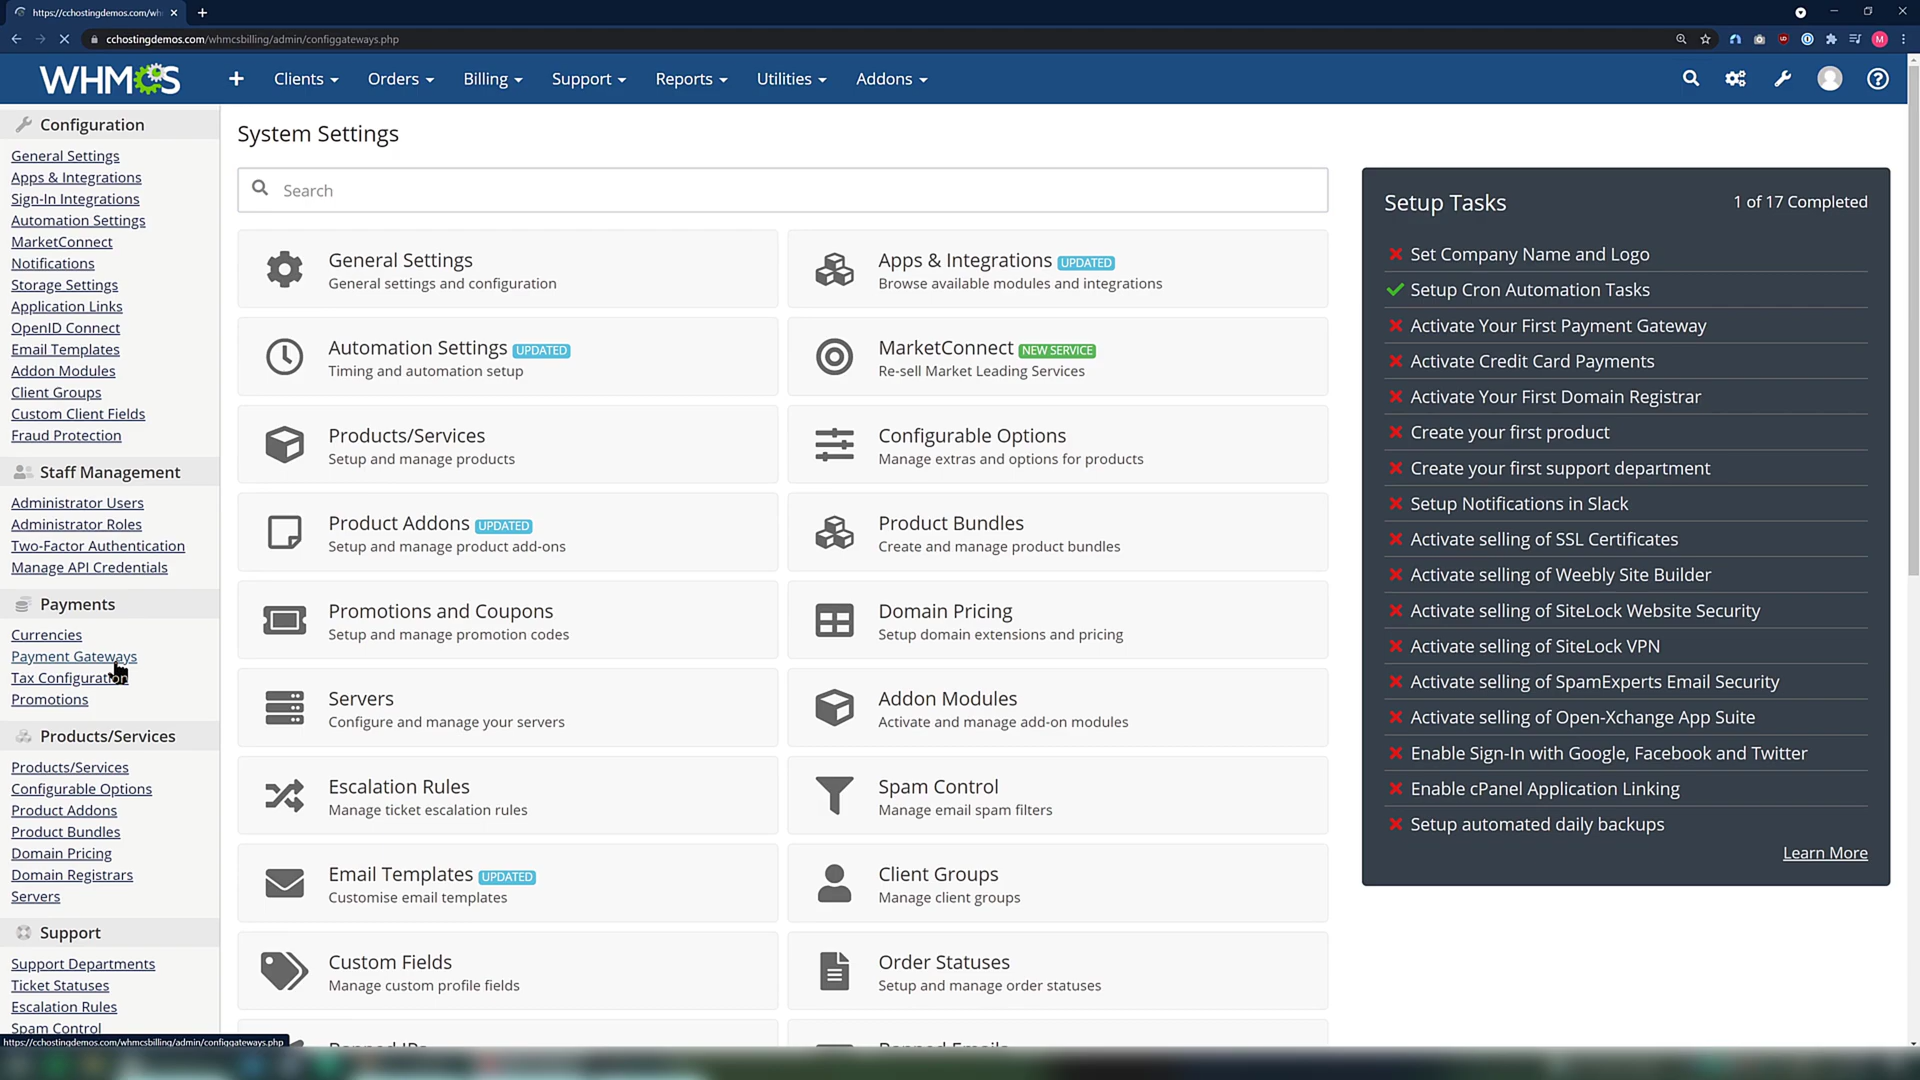 https://cchostingdemos.com/wh
cchostingdemos.com/whmcsbilling/admin/configgateways.php
WHMCS
Clients
Orders
Billing
Support
Reports
Utilities
Addons
Configuration
General Settings
Apps & Integrations
Sign-In Integrations
Automation Settings
MarketConnect
Notifications
Storage Settings
Application Links
OpenID Connect
Email Templates
Addon Modules
Client Groups
Custom Client Fields
Fraud Protection
Staff Management
Administrator Users
Administrator Roles
Two-Factor Authentication
Manage API Credentials
Payments
Currencies
Payment Gateways
Tax Configuration
Promotions
Products/Services
Products/Services
Configurable Options
Product Addons
Product Bundles
Domain Pricing
Domain Registrars
Servers
Support
Support Departments
Ticket Statuses
Escalation Rules
Spam Control
https://cchostingdemos.com/whmcsbilling/admin/configgateways.php
System Settings
Search
General Settings
General settings and configuration
Apps & Integrations UPDATED
Browse available modules and integrations
Automation Settings UPDATED
Timing and automation setup
MarketConnect NEW SERVICE
Re-sell Market Leading Services
Products/Services
Setup and manage products
Configurable Options
Manage extras and options for products
Product Addons UPDATED
Setup and manage product add-ons
Product Bundles
Create and manage product bundles
Promotions and Coupons
Setup and manage promotion codes
Domain Pricing
Setup domain extensions and pricing
Servers
Configure and manage your servers
Addon Modules
Activate and manage add-on modules
Escalation Rules
Manage ticket escalation rules
Spam Control
Manage email spam filters
Email Templates UPDATED
Customise email templates
Client Groups
Manage client groups
Custom Fields
Manage custom profile fields
Order Statuses
Setup and manage order statuses
Banned IPs
Banned Emails
Setup Tasks
1 of 17 Completed
Set Company Name and Logo
Setup Cron Automation Tasks
Activate Your First Payment Gateway
Activate Credit Card Payments
Activate Your First Domain Registrar
Create your first product
Create your first support department
Setup Notifications in Slack
Activate selling of SSL Certificates
Activate selling of Weebly Site Builder
Activate selling of SiteLock Website Security
Activate selling of SiteLock VPN
Activate selling of SpamExperts Email Security
Activate selling of Open-Xchange App Suite
Enable Sign-In with Google, Facebook and Twitter
Enable cPanel Application Linking
Setup automated daily backups
Learn More